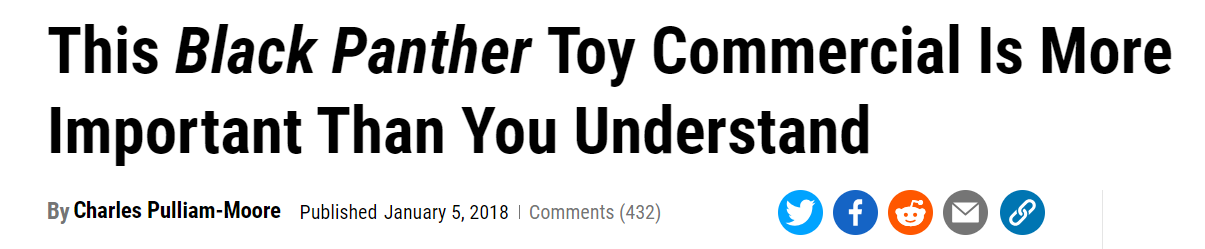 This Black Panther Toy Commercial Is More
Important Than You Understand
By Charles Pulliam-Moore Published January 5, 2018 | Comments (432)